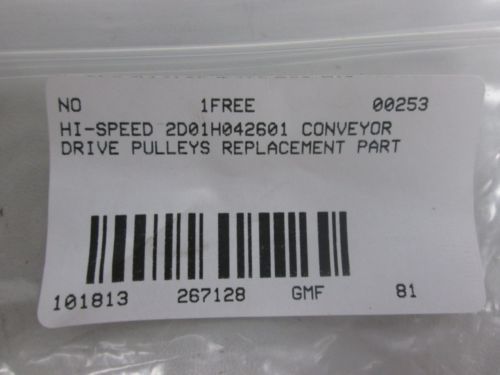 NO 1FREE 00253
HI-SPEED 2D01H042601 CONVEYOR
DRIVE PULLEYS REPLACEMENT PART
101813 267128 GMF 81